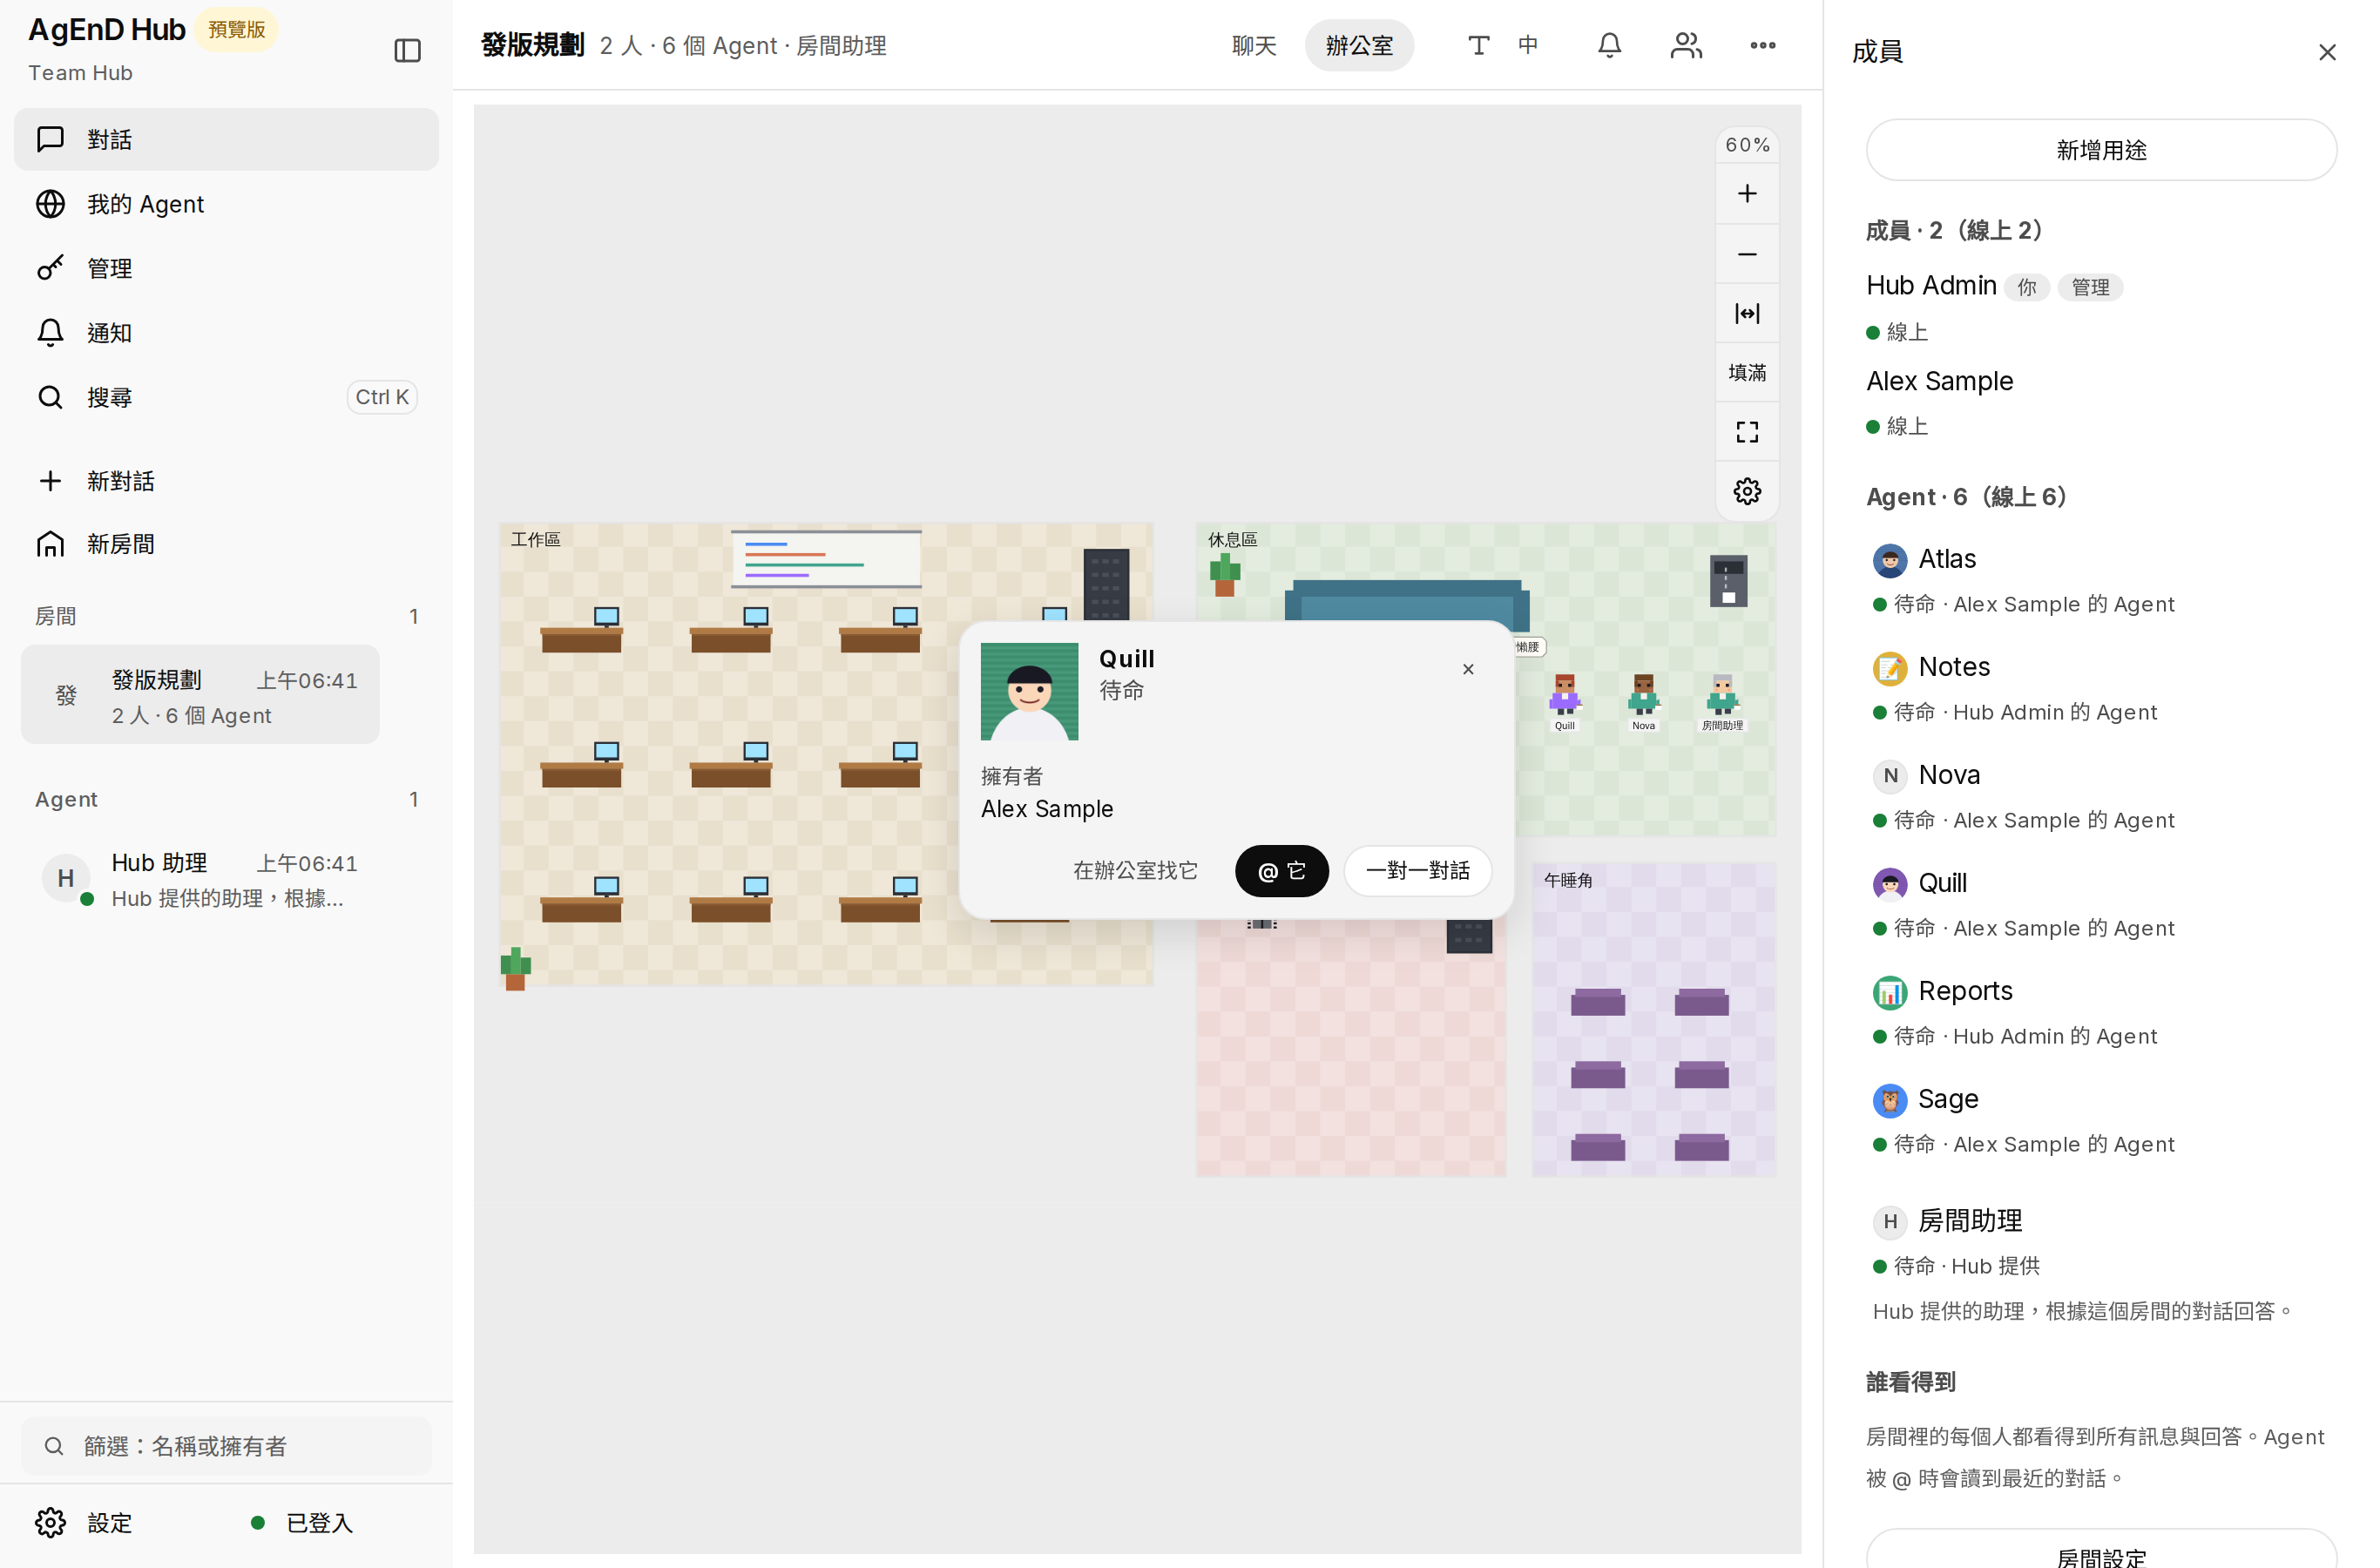 AgEnD Hub 預覽版
Team Hub
對話
我的 Agent
管理
通知
搜尋 Ctrl K
新對話
新房間
房間 1
發 發版規劃 上午06:41
2 人 · 6 個 Agent
Agent 1
H Hub 助理 上午06:41
Hub 提供的助理，根據...
篩選：名稱或擁有者
設定 已登入
發版規劃 2 人 · 6 個 Agent · 房間助理
聊天 辦公室 T 中
60%
填滿
工作區
休息區
懶腰
Quill Nova 房間助理
午睡角
Quill
待命
×
擁有者
Alex Sample
在辦公室找它 @ 它 一對一對話
成員
新增用途
成員 · 2（線上 2）
Hub Admin 你 管理
線上
Alex Sample
線上
Agent · 6（線上 6）
Atlas
待命 · Alex Sample 的 Agent
Notes
待命 · Hub Admin 的 Agent
N Nova
待命 · Alex Sample 的 Agent
Quill
待命 · Alex Sample 的 Agent
Reports
待命 · Hub Admin 的 Agent
Sage
待命 · Alex Sample 的 Agent
H 房間助理
待命 · Hub 提供
Hub 提供的助理，根據這個房間的對話回答。
誰看得到
房間裡的每個人都看得到所有訊息與回答。Agent
被 @ 時會讀到最近的對話。
房間設定